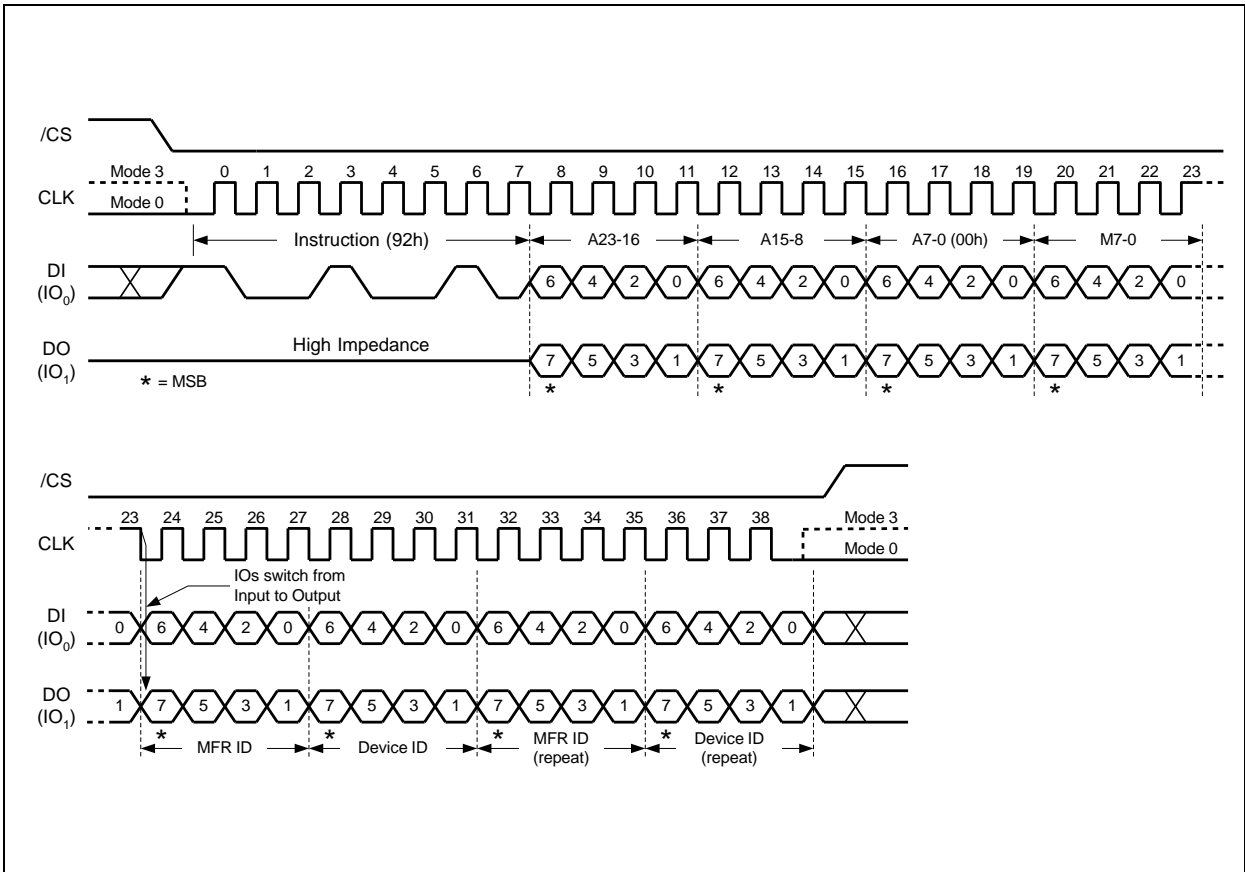 /CS
Mode 3 0 1 2 3 4 5 6 7 8 9 10 11 12 13 14 15 16 17 18 19 20 21 22 23
CLK
Mode 0
Instruction (92h) A23-16 A15-8 A7-0 (00h) M7-0
DI
(IO0) 6 4 2 0 6 4 2 0 6 4 2 0 6 4 2 0
High Impedance
DO
(IO1) 7 5 3 1 7 5 3 1 7 5 3 1 7 5 3 1
* = MSB * * * *
/CS
23 24 25 26 27 28 29 30 31 32 33 34 35 36 37 38 Mode 3
CLK
Mode 0
IOs switch from
Input to Output
DI
(IO0) 0 6 4 2 0 6 4 2 0 6 4 2 0 6 4 2 0
DO
(IO1) 1 7 5 3 1 7 5 3 1 7 5 3 1 7 5 3 1
* * * *
MFR ID Device ID MFR ID
(repeat) Device ID
(repeat)